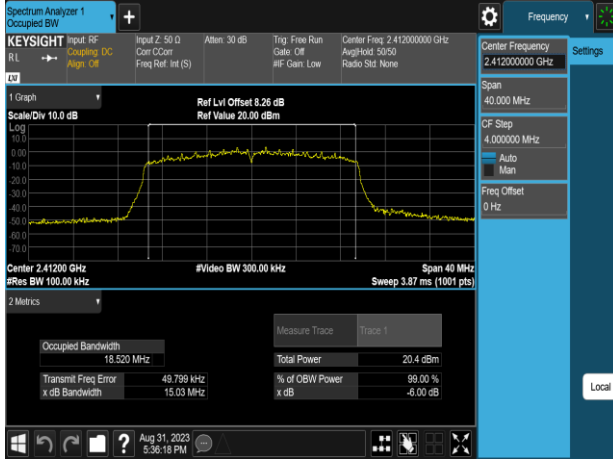 Spectrum Analyzer 1
Occupied BW
+
Frequency
KEYSIGHT
RL
LXI
Input: RF
Coupling: DC
Align: Off
Input Z: 50 Ω
Corr CCorr
Freq Ref: Int (S)
Atten: 30 dB
Trig: Free Run
Gate: Off
#IF Gain: Low
Center Freq: 2.412000000 GHz
Avg|Hold: 50/50
Radio Std: None
Center Frequency
2.412000000 GHz
Settings
Span
40.000 MHz
CF Step
4.000000 MHz
Auto
Man
Freq Offset
0 Hz
Local
1 Graph
Scale/Div 10.0 dB
Ref Lvl Offset 8.26 dB
Ref Value 20.00 dBm
Log
10.0
0.00
-10.0
-20.0
-30.0
-40.0
-50.0
-60.0
-70.0
Center 2.41200 GHz
#Video BW 300.00 kHz
Span 40 MHz
#Res BW 100.00 kHz
Sweep 3.87 ms (1001 pts)
2 Metrics
Measure Trace
Trace 1
Occupied Bandwidth
18.520 MHz
Total Power
20.4 dBm
Transmit Freq Error
49.799 kHz
% of OBW Power
99.00 %
x dB Bandwidth
15.03 MHz
x dB
-6.00 dB
?
Aug 31, 2023
5:36:18 PM